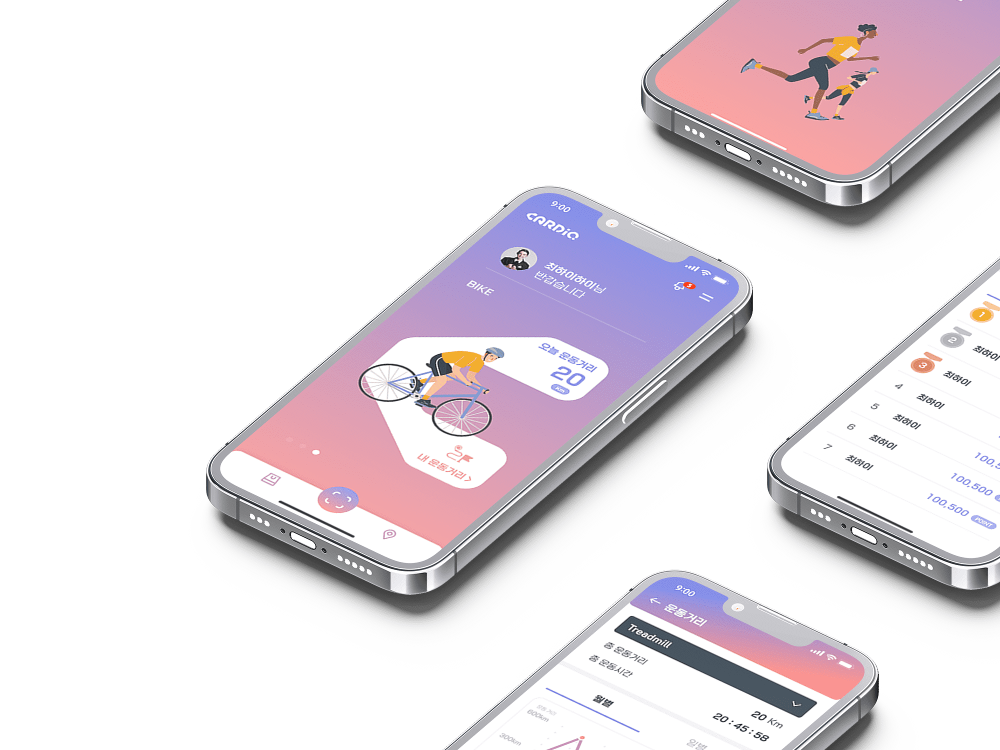 9:00
CARDiO
최하이하이님
반갑습니다
5
BIKE
오늘 운동거리
20
Km
내 운동거리 >
1
2 최하이
3 최하이
4 최하이
5 최하이
6 최하이 100,500
7 최하이 100,500 POINT
9:00
← 운동거리
Treadmill
총 운동거리 20 Km
총 운동시간 20 : 45 : 58
월별 일별
운동 거리
600km
300km